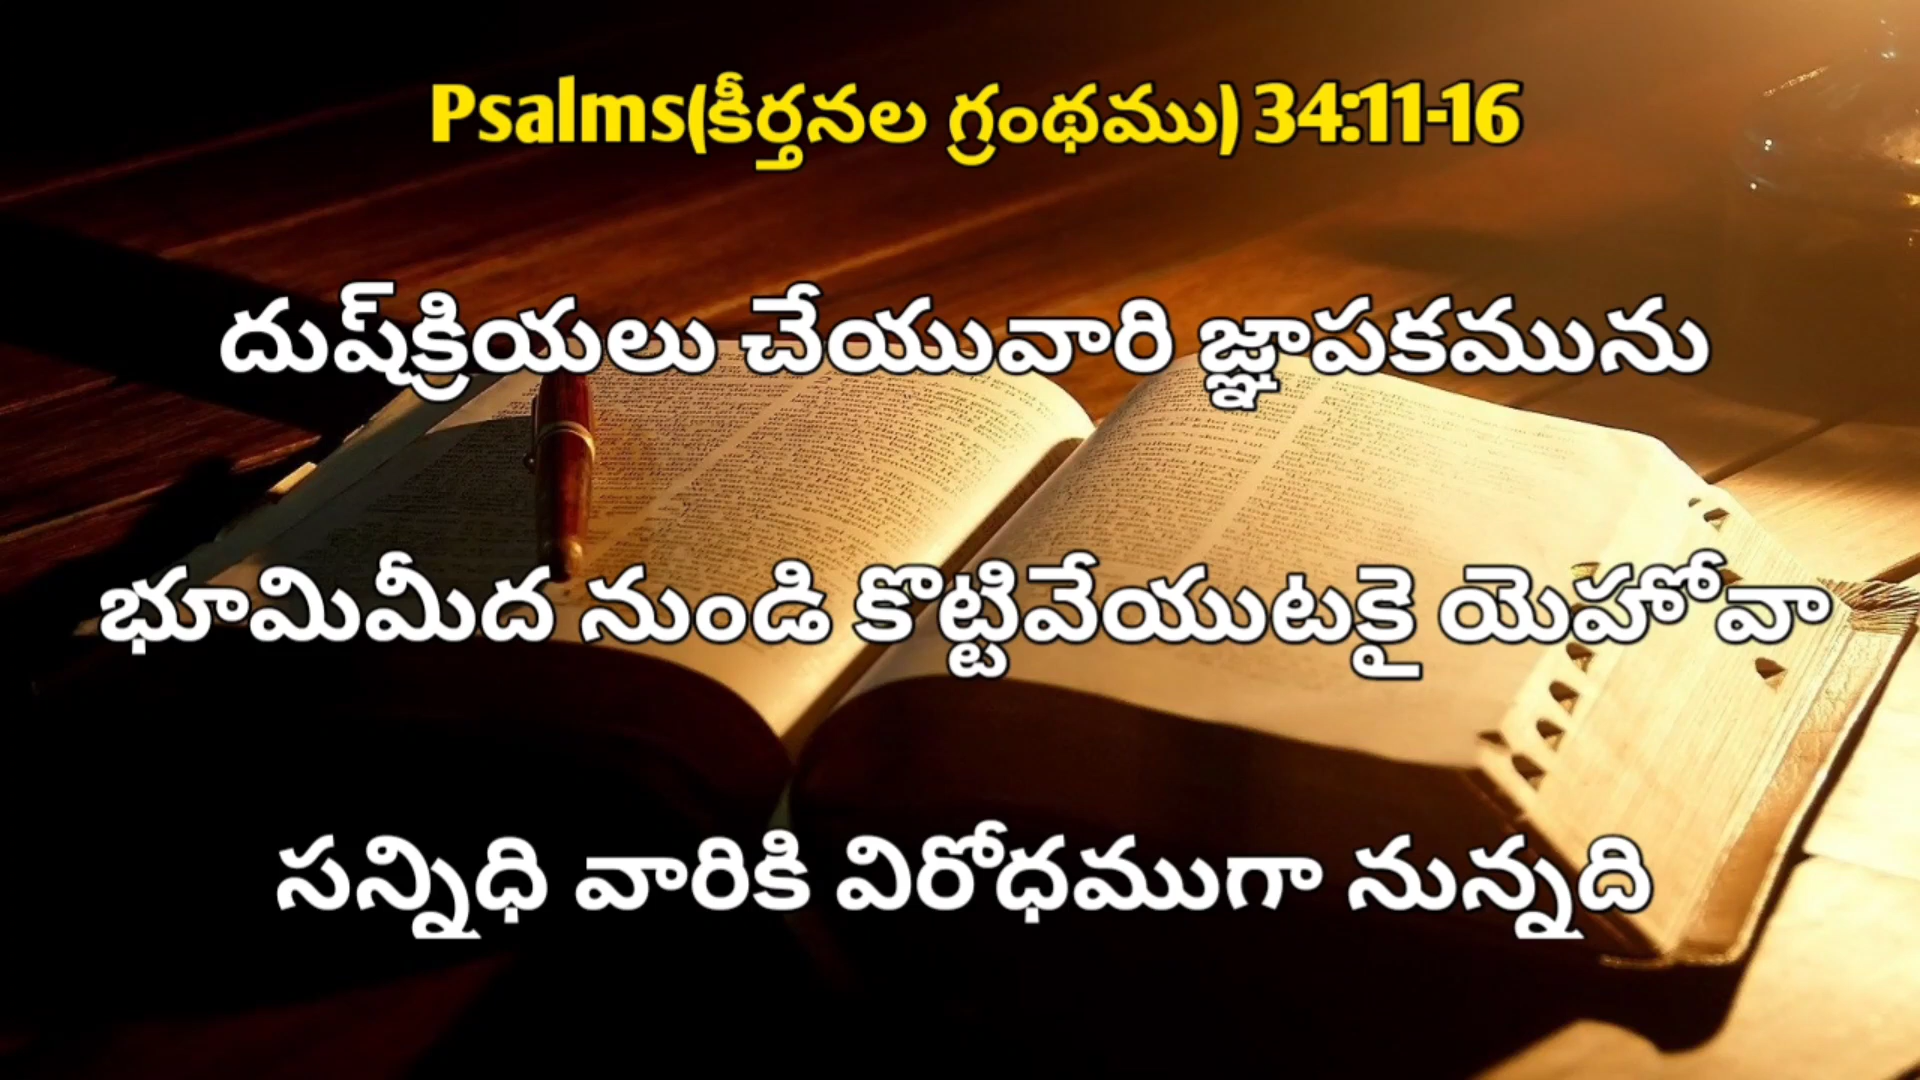 Psalms(కీర్తనల గ్రంథము) 34:11-16
దుష్‌క్రియలు చేయువారి జ్ఞాపకమును
భూమిమీద నుండి కొట్టివేయుటకై యెహోవా
సన్నిధి వారికి విరోధముగా నున్నది